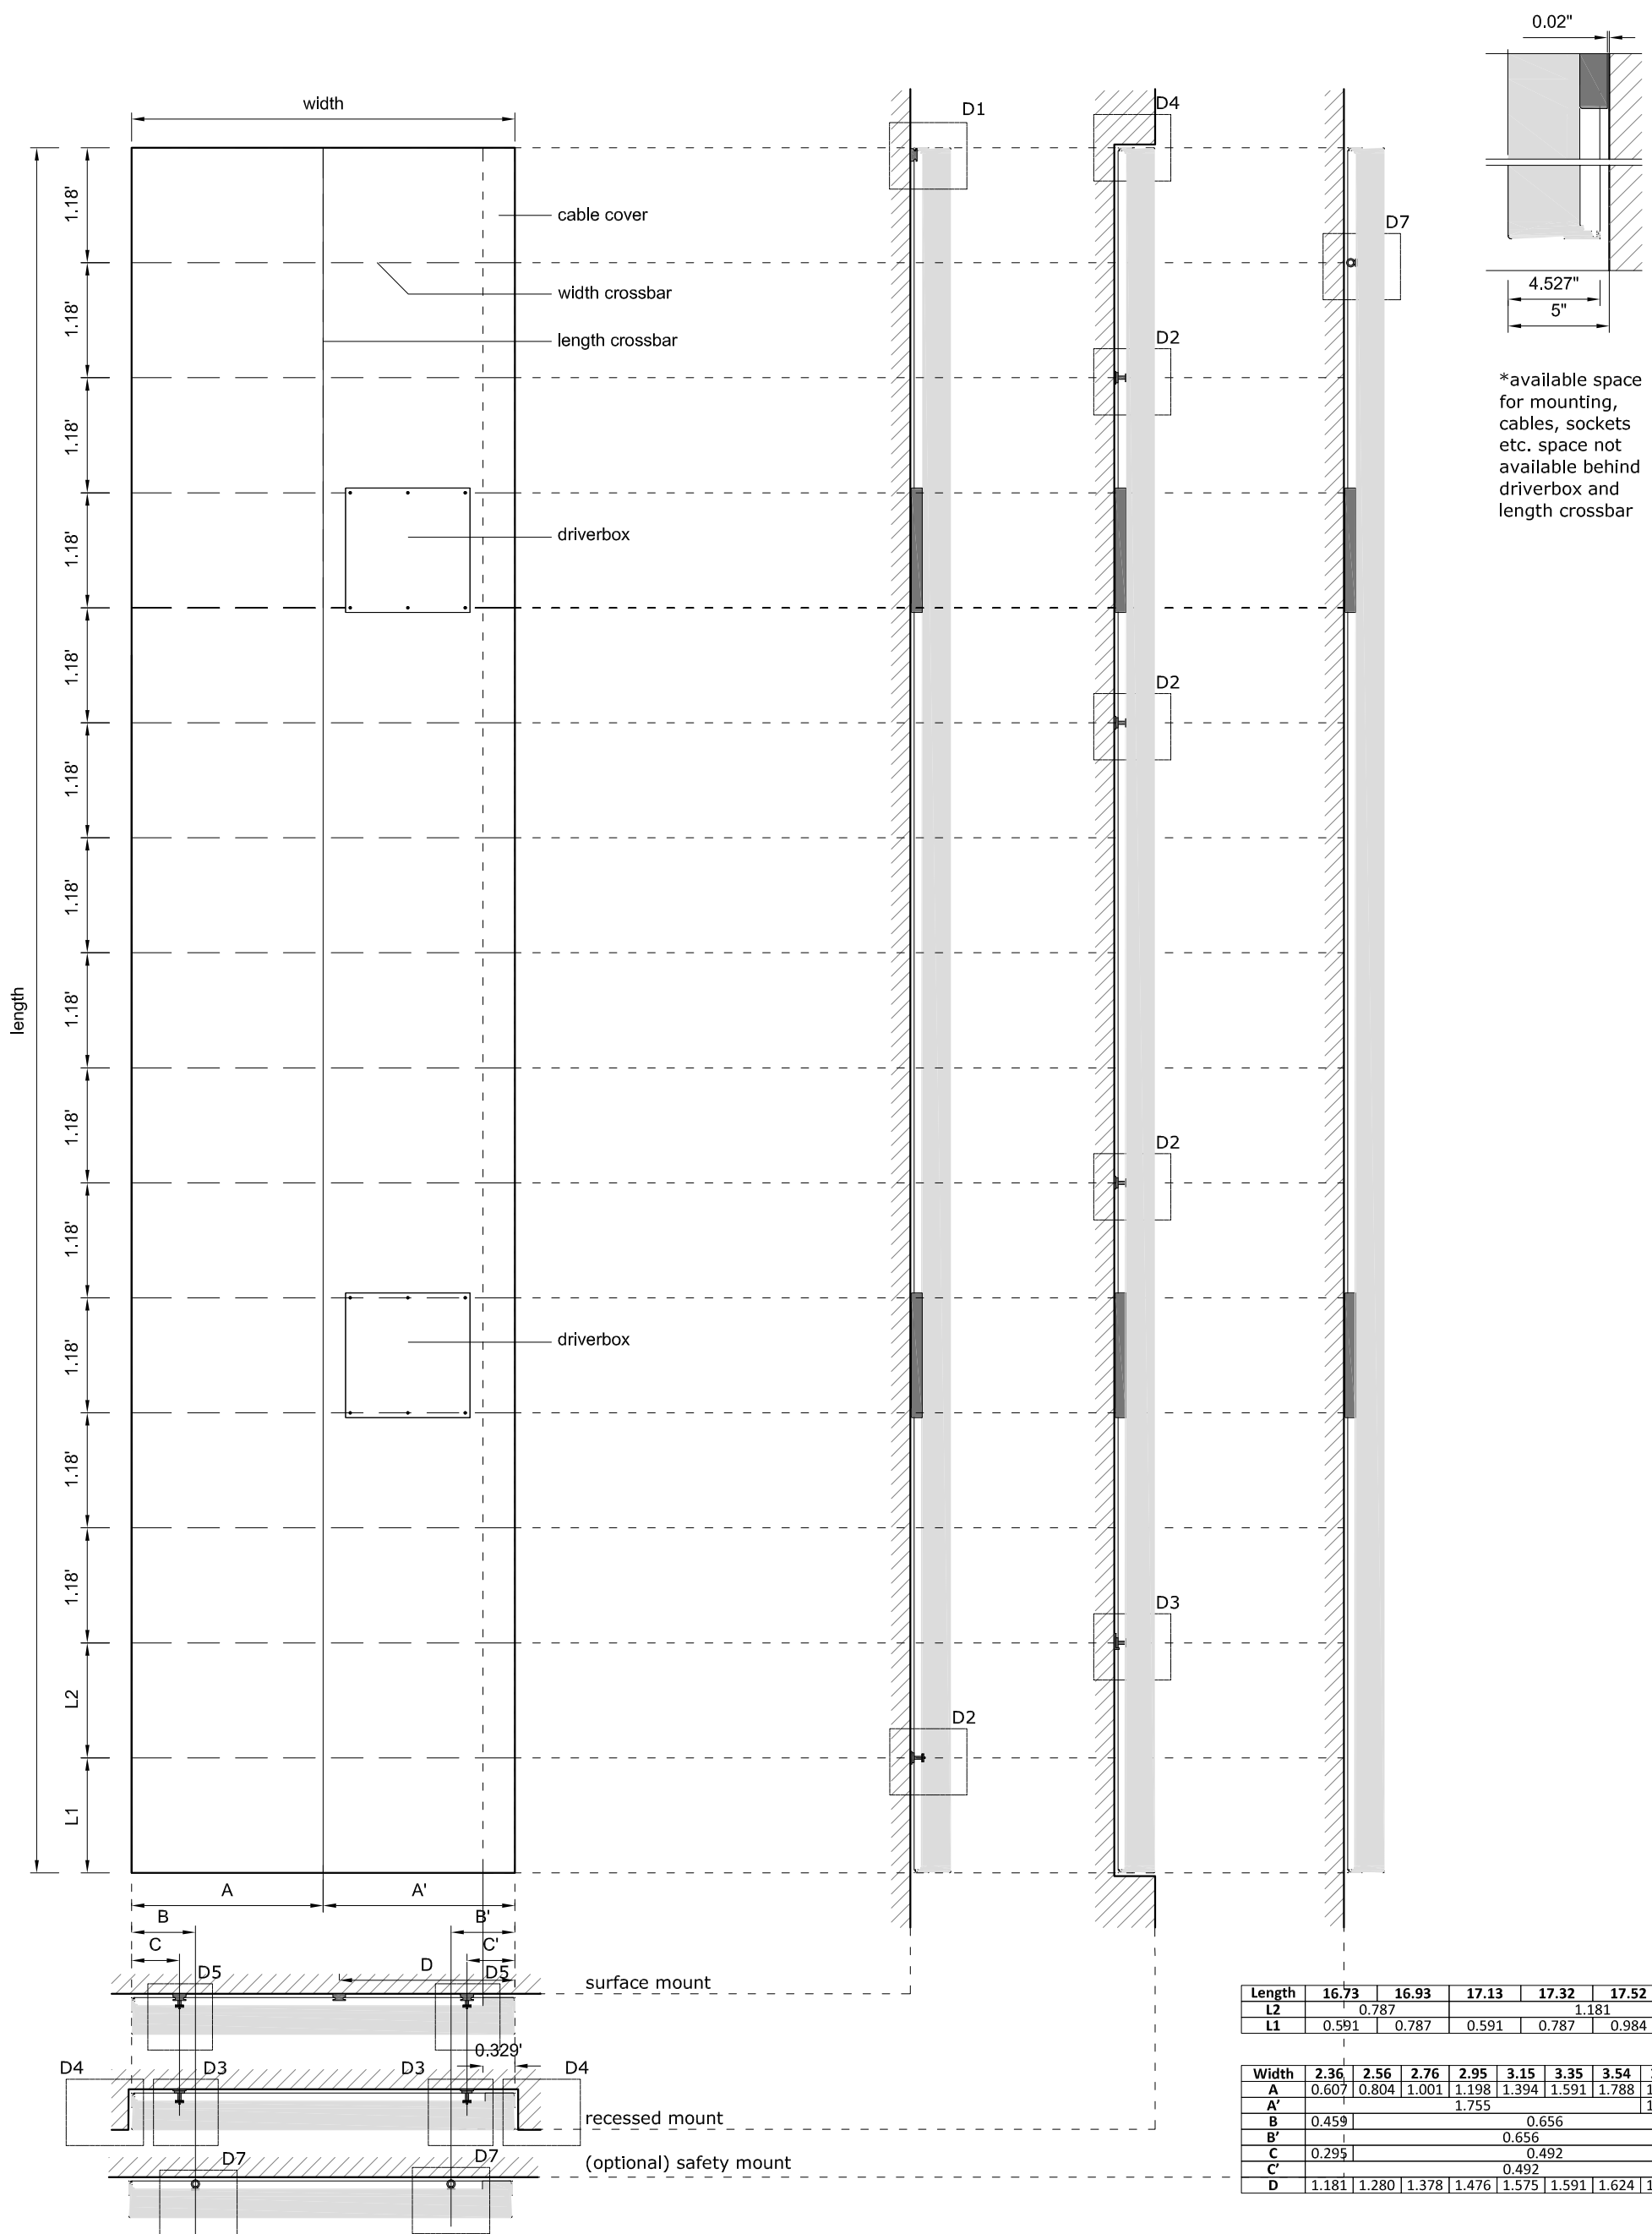 0.02"
width
D1
D4
1.18'
cable cover
D7
width crossbar
4.527"
5"
1.18'
length crossbar
D2
*available space
for mounting,
cables, sockets
etc. space not
available behind
driverbox and
length crossbar
1.18'
1.18'
driverbox
1.18'
D2
1.18'
1.18'
length
1.18'
1.18'
D2
1.18'
1.18'
driverbox
1.18'
1.18'
D3
L2
D2
L1
A A'
B B'
C C'
D
D5 D5
surface mount
0.329'
D4 D3 D3 D4
recessed mount
D7 D7
(optional) safety mount
Length 16.73 16.93 17.13 17.32 17.52
L2 0.787 1.181
L1 0.591 0.787 0.591 0.787 0.984
Width 2.36 2.56 2.76 2.95 3.15 3.35 3.54
A 0.607 0.804 1.001 1.198 1.394 1.591 1.788 1
A' 1.755 1
B 0.459 0.656
B' 0.656
C 0.295 0.492
C' 0.492
D 1.181 1.280 1.378 1.476 1.575 1.591 1.624 1